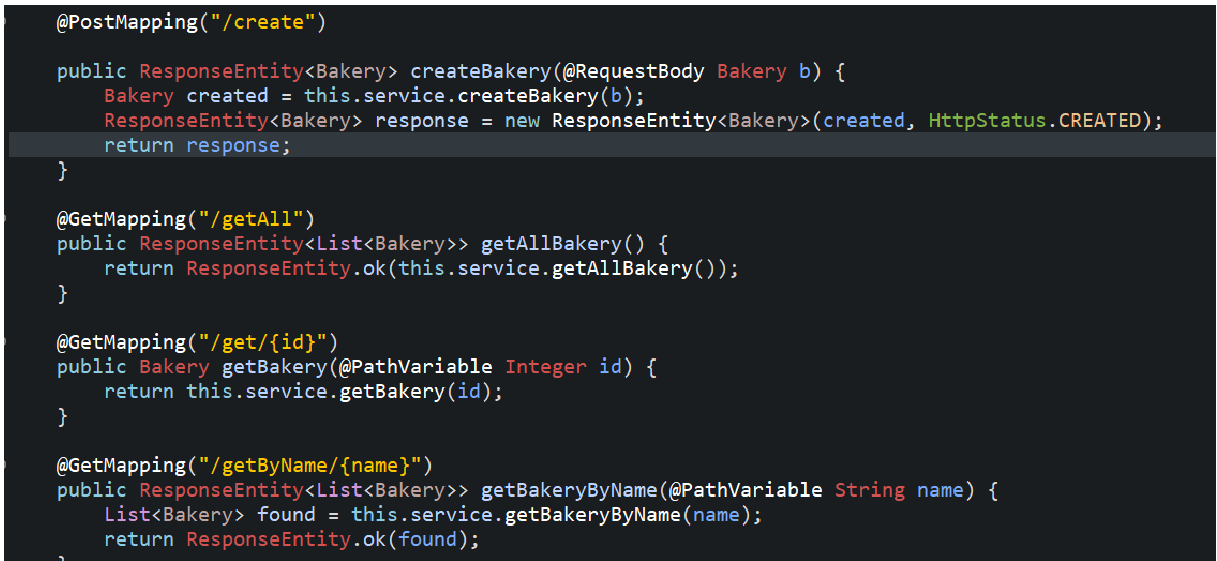 @PostMapping("/create")
public ResponseEntity<Bakery> createBakery(@RequestBody Bakery b) {
Bakery created = this.service.createBakery(b);
ResponseEntity<Bakery> response = new ResponseEntity<Bakery>(created, HttpStatus.CREATED);
return response;
}
@GetMapping("/getAll")
public ResponseEntity<List<Bakery>> getAllBakery() {
return ResponseEntity.ok(this.service.getAllBakery());
}
@GetMapping("/get/{id}")
public Bakery getBakery(@PathVariable Integer id) {
return this.service.getBakery(id);
}
@GetMapping("/getByName/{name}")
public ResponseEntity<List<Bakery>> getBakeryByName(@PathVariable String name) {
List<Bakery> found = this.service.getBakeryByName(name);
return ResponseEntity.ok(found);